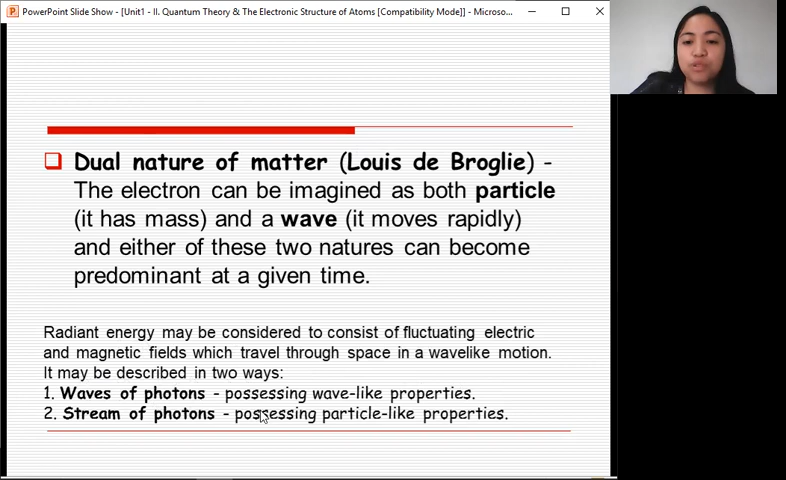 PowerPoint Slide Show - [Unit1 - II. Quantum Theory & The Electronic Structure of Atoms [Compatibility Mode]] - Microso...
Dual nature of matter (Louis de Broglie) -
The electron can be imagined as both particle
(it has mass) and a wave (it moves rapidly)
and either of these two natures can become
predominant at a given time.
Radiant energy may be considered to consist of fluctuating electric
and magnetic fields which travel through space in a wavelike motion.
It may be described in two ways:
1. Waves of photons - possessing wave-like properties.
2. Stream of photons - possessing particle-like properties.